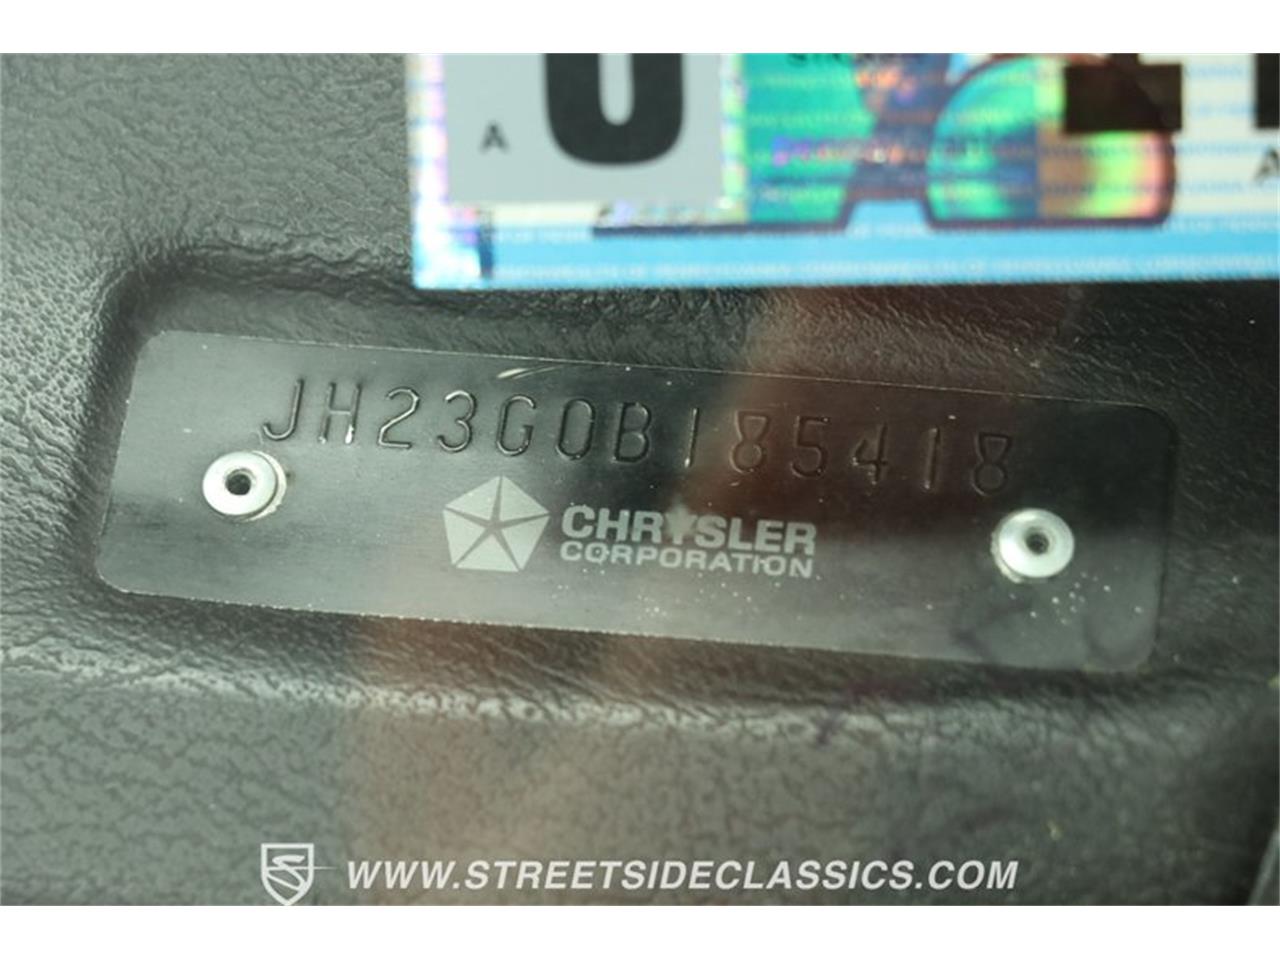 A
A
JH23G0B185418
CHRYSLER
CORPORATION
WWW.STREETSIDECLASSICS.COM